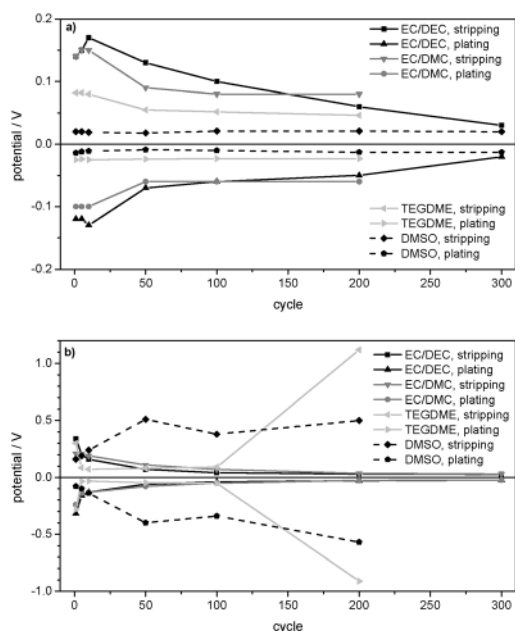 a)
EC/DEC, stripping
EC/DEC, plating
EC/DMC, stripping
EC/DMC, plating
0.2
0.1
0.0
-0.1
-0.2
potential / V
TEGDME, stripping
TEGDME, plating
DMSO, stripping
DMSO, plating
0 50 100 150 200 250 300
cycle
b)
EC/DEC, stripping
EC/DEC, plating
EC/DMC, stripping
EC/DMC, plating
TEGDME, stripping
TEGDME, plating
DMSO, stripping
DMSO, plating
1.0
0.5
0.0
-0.5
-1.0
potential / V
0 50 100 150 200 250 300
cycle